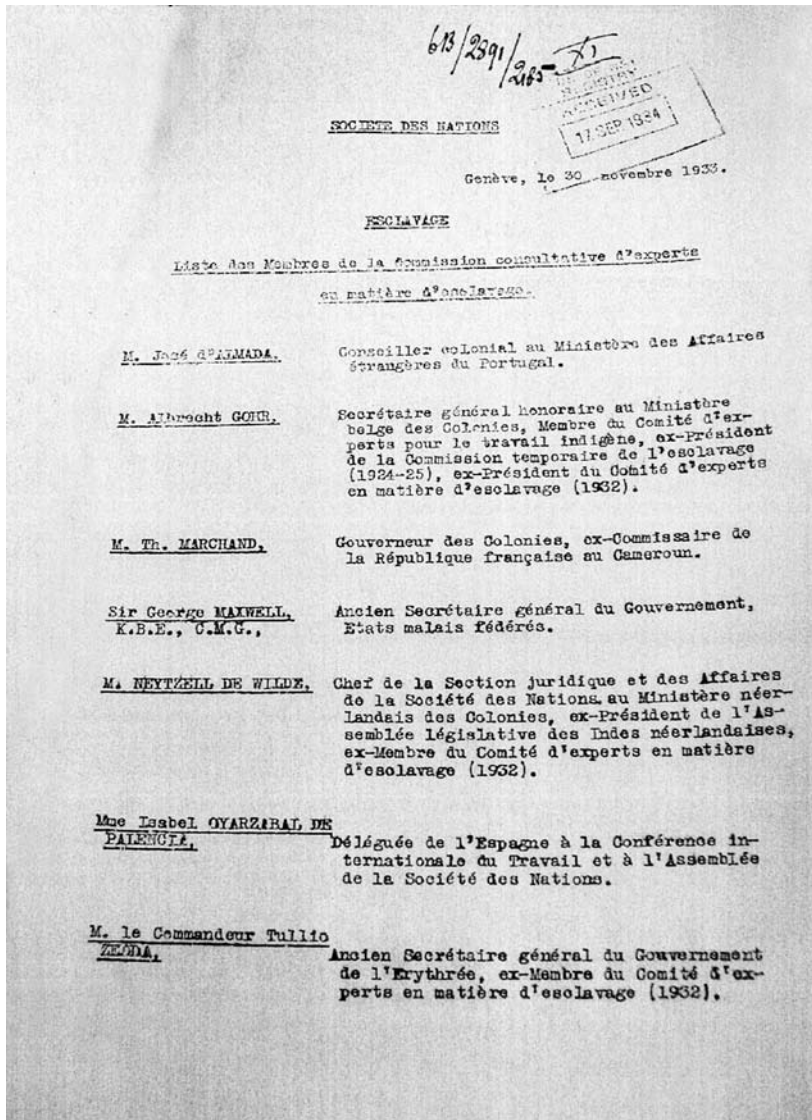 613/2891/2185-XI
REGISTRY
RECEIVED
17 SEP 1934
SOCIETE DES NATIONS
Genève, le 30 novembre 1933.
ESCLAVAGE
Liste des Membres de la Commission consultative d'experts
en matière d'esclavage.
M. José d'ALMADA,
Conseiller colonial au Ministère des Affaires
étrangères du Portugal.
M. Albrecht GOHR,
Secrétaire général honoraire au Ministère
belge des Colonies, Membre du Comité d'ex-
perts pour le travail indigène, ex-Président
de la Commission temporaire de l'esclavage
(1924-25), ex-Président du Comité d'experts
en matière d'esclavage (1932).
M. Th. MARCHAND,
Gouverneur des Colonies, ex-Commissaire de
la République française au Cameroun.
Sir George MAXWELL,
K.B.E., C.M.G.,
Ancien Secrétaire général du Gouvernement,
Etats malais fédérés.
M. NEYTZELL DE WILDE,
Chef de la Section juridique et des Affaires
de la Société des Nations au Ministère néer-
landais des Colonies, ex-Président de l'As-
semblée législative des Indes néerlandaises,
ex-Membre du Comité d'experts en matière
d'esclavage (1932).
Mme Isabel OYARZABAL DE
PALENCIA,
Déléguée de l'Espagne à la Conférence in-
ternationale du Travail et à l'Assemblée
de la Société des Nations.
M. le Commandeur Tullio
ZEDDA,
Ancien Secrétaire général du Gouvernement
de l'Erythrée, ex-Membre du Comité d'ex-
perts en matière d'esclavage (1932).